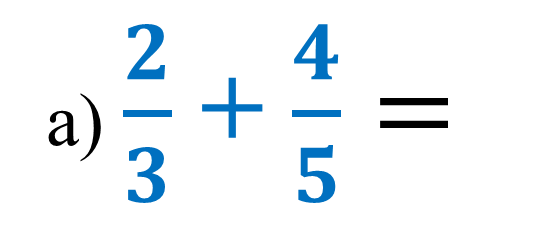 a) 2/3 + 4/5 =